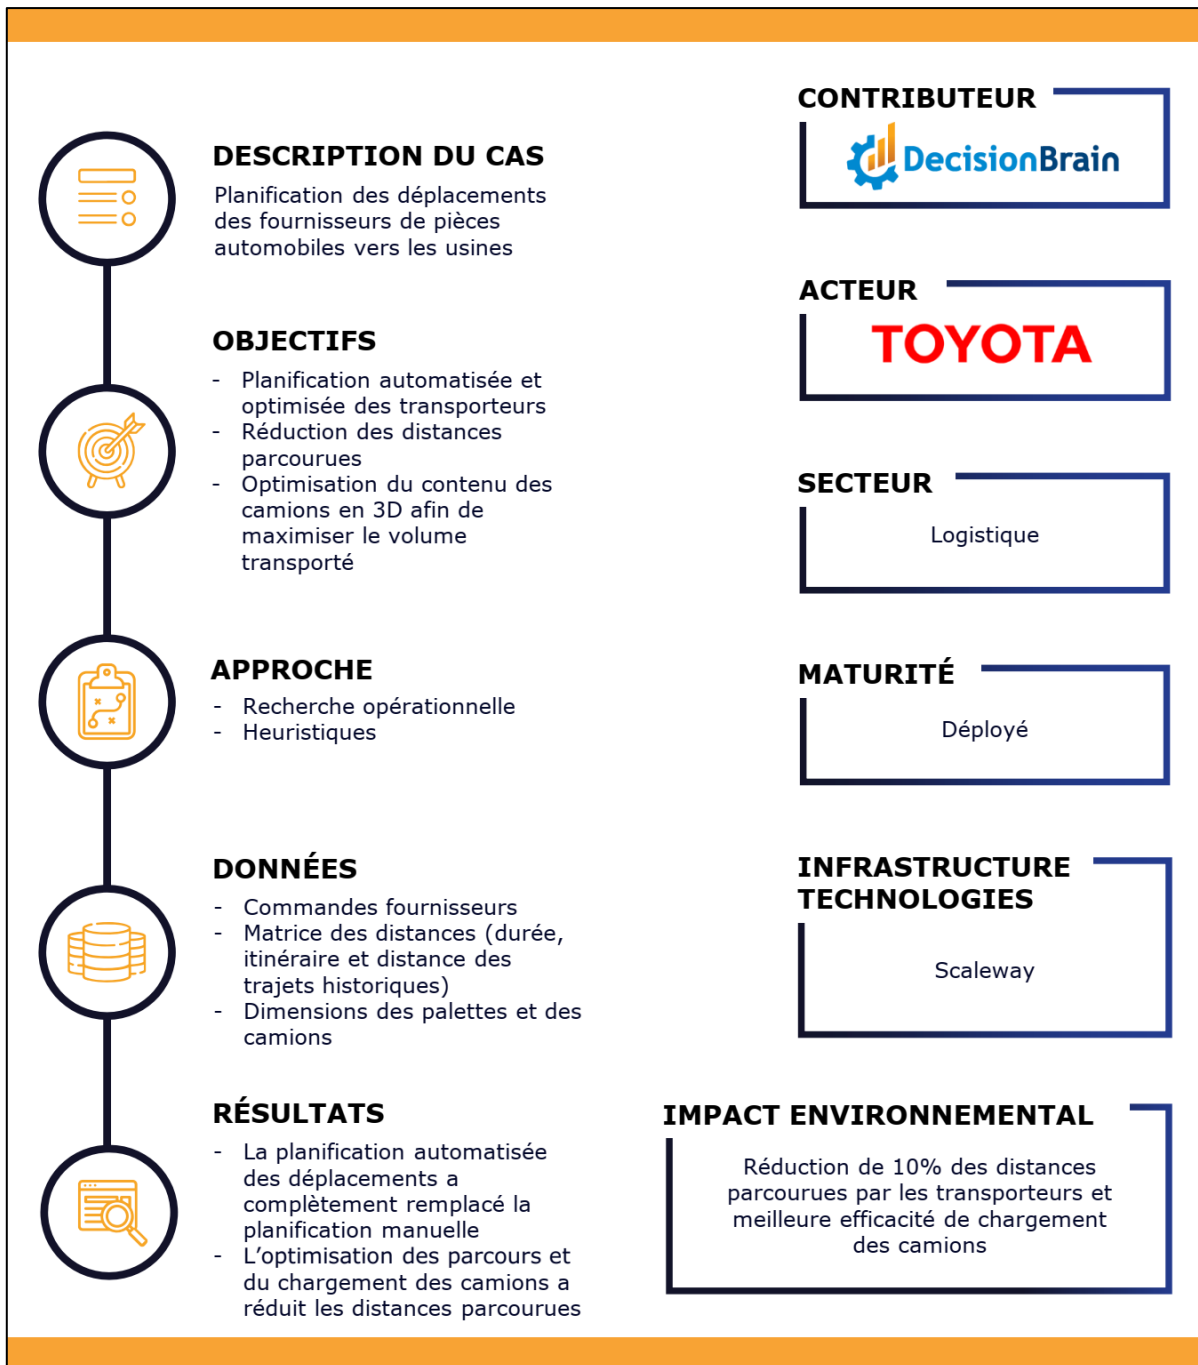 DESCRIPTION DU CAS
Planification des déplacements
des fournisseurs de pièces
automobiles vers les usines
OBJECTIFS
- Planification automatisée et
optimisée des transporteurs
- Réduction des distances
parcourues
- Optimisation du contenu des
camions en 3D afin de
maximiser le volume
transporté
APPROCHE
- Recherche opérationnelle
- Heuristiques
DONNÉES
- Commandes fournisseurs
- Matrice des distances (durée,
itinéraire et distance des
trajets historiques)
- Dimensions des palettes et des
camions
RÉSULTATS
- La planification automatisée
des déplacements a
complètement remplacé la
planification manuelle
- L’optimisation des parcours et
du chargement des camions a
réduit les distances parcourues
CONTRIBUTEUR
DecisionBrain
ACTEUR
TOYOTA
SECTEUR
Logistique
MATURITÉ
Déployé
INFRASTRUCTURE
TECHNOLOGIES
Scaleway
IMPACT ENVIRONNEMENTAL
Réduction de 10% des distances
parcourues par les transporteurs et
meilleure efficacité de chargement
des camions